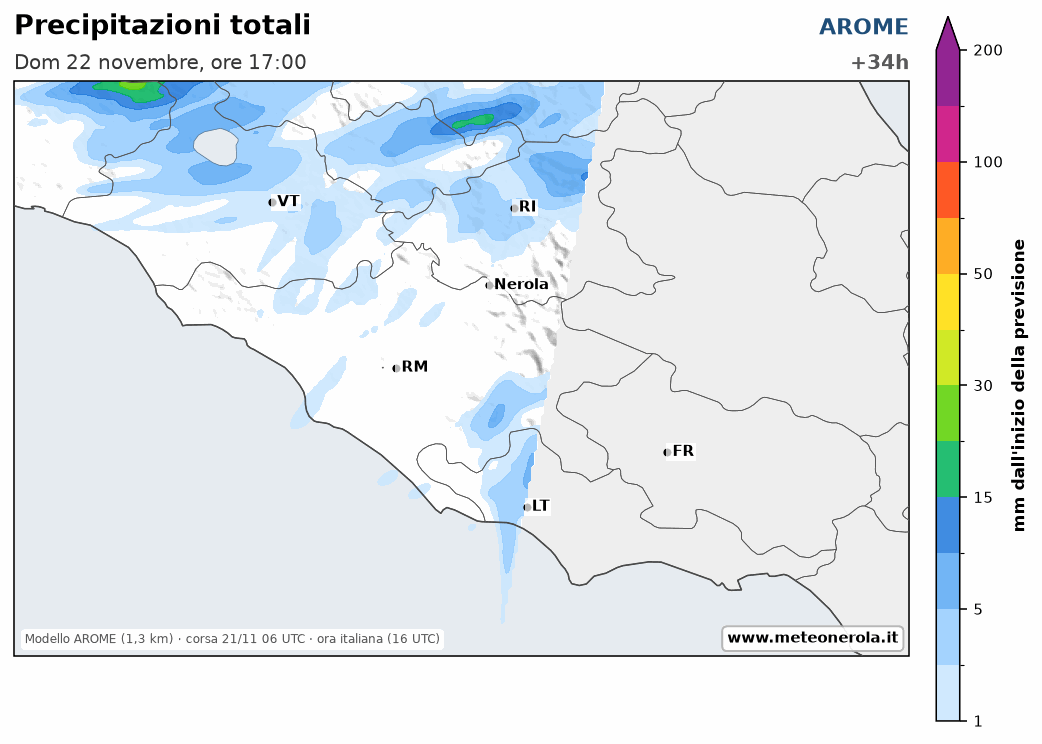 Precipitazioni totali
AROME
Dom 22 novembre, ore 17:00
+34h
200
100
50
30
15
5
1
mm dall'inizio della previsione
VT
RI
Nerola
RM
FR
LT
Modello AROME (1,3 km) · corsa 21/11 06 UTC · ora italiana (16 UTC)
www.meteonerola.it